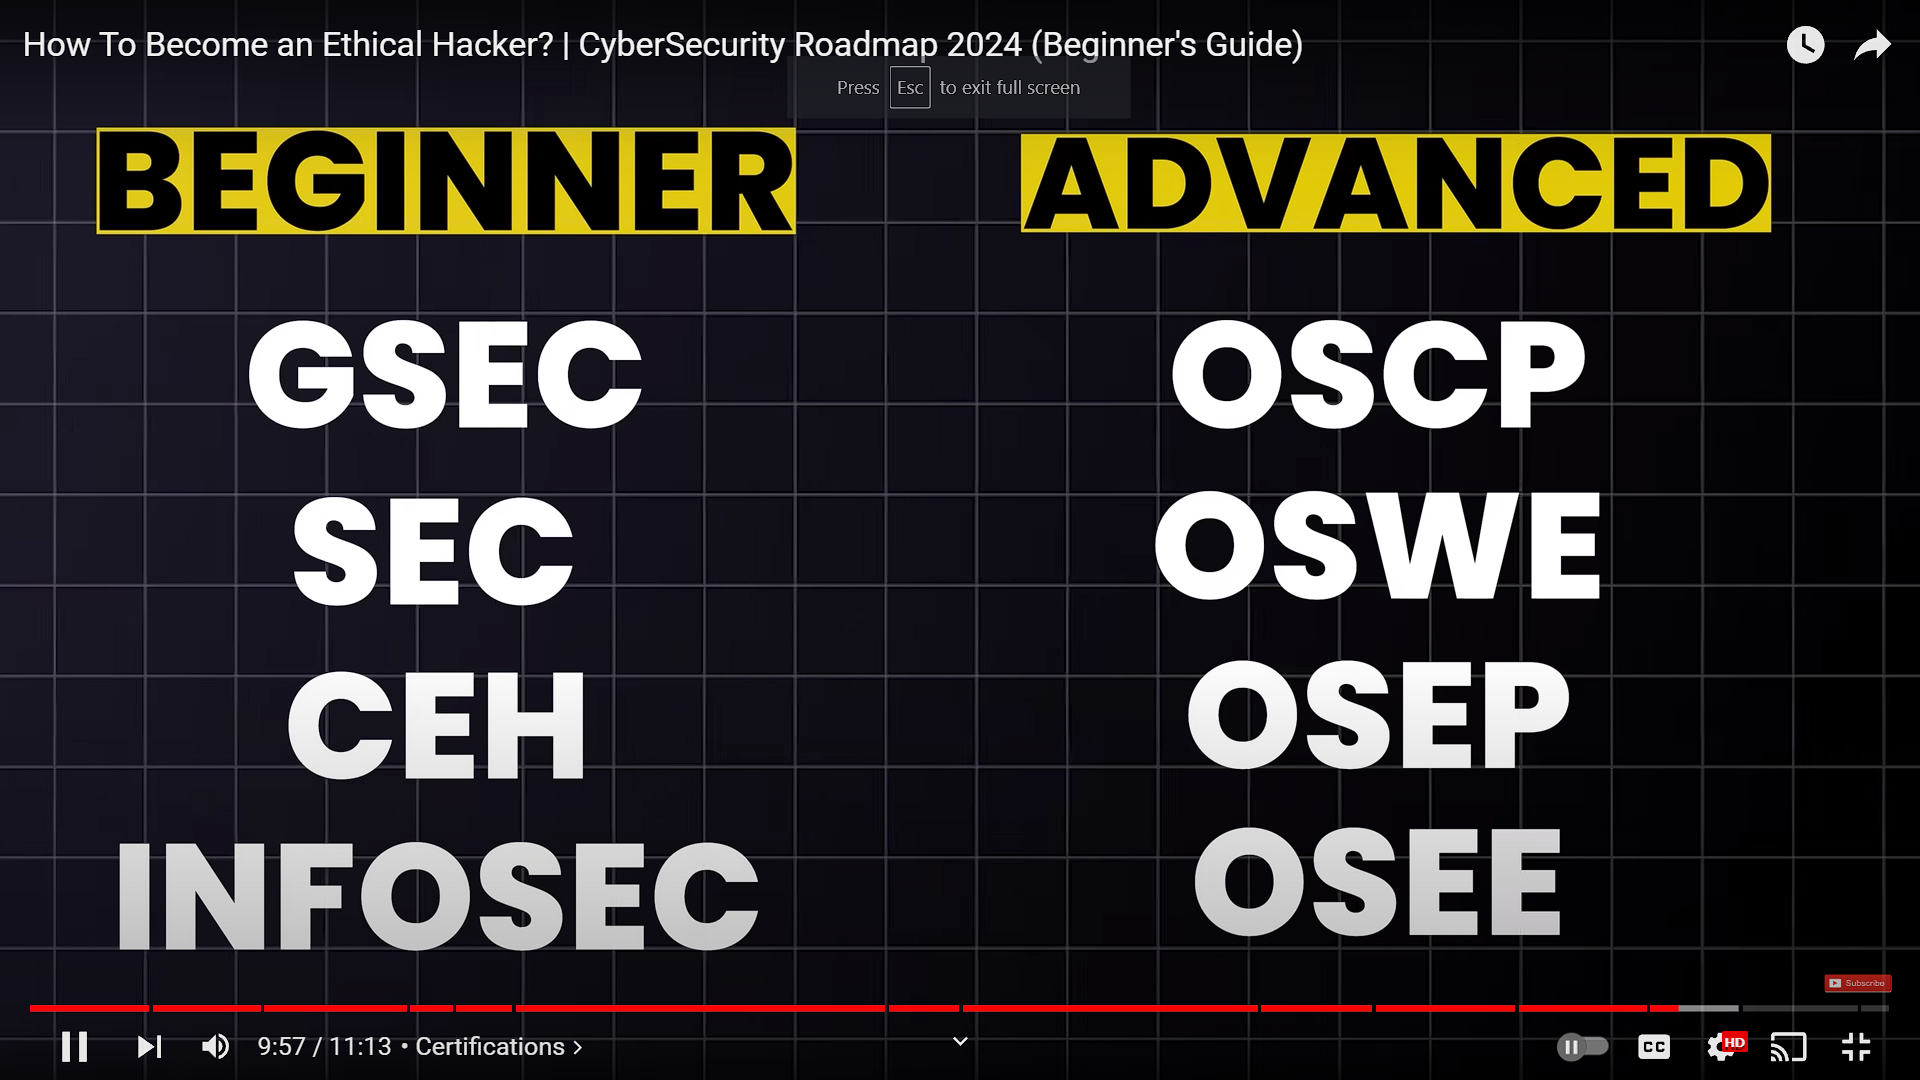 How To Become an Ethical Hacker? | CyberSecurity Roadmap 2024 (Beginner's Guide)
Press Esc to exit full screen
BEGINNER
GSEC
SEC
CEH
INFOSEC
ADVANCED
OSCP
OSWE
OSEP
OSEE
Subscribe
9:57 / 11:13 • Certifications
CC
HD